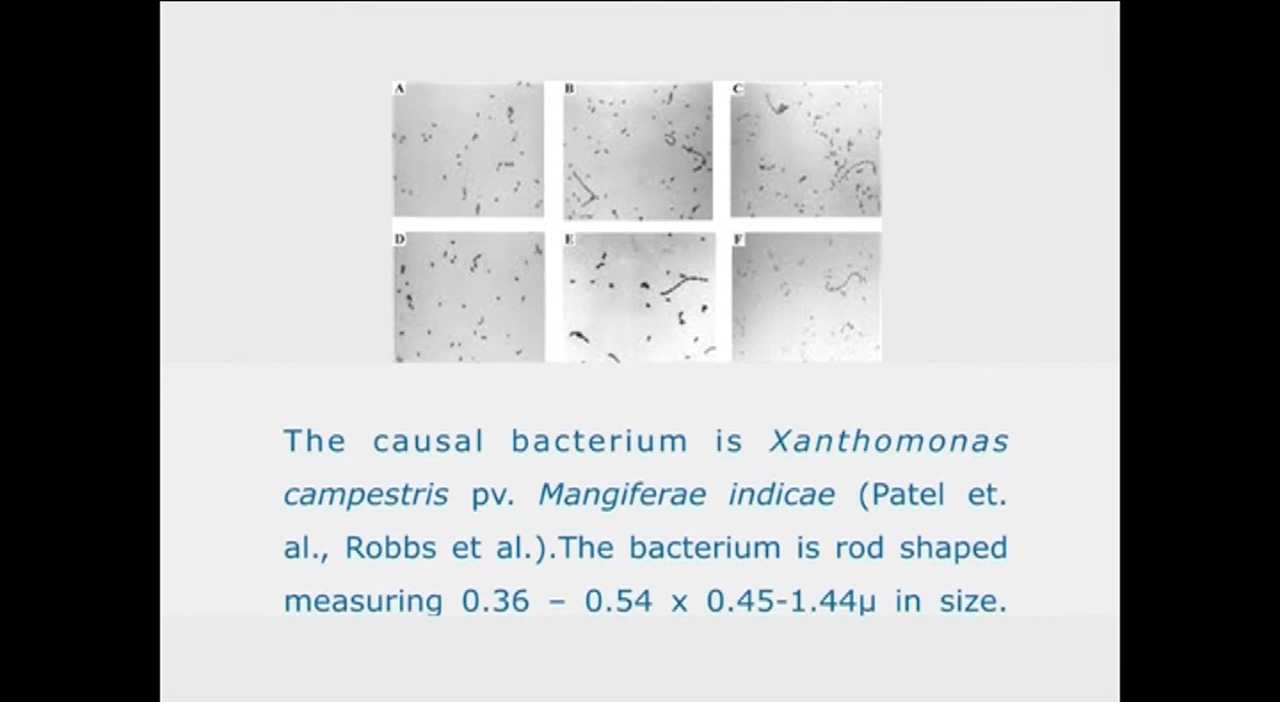 A B C
D E F
The causal bacterium is Xanthomonas
campestris pv. Mangiferae indicae (Patel et.
al., Robbs et al.).The bacterium is rod shaped
measuring 0.36 – 0.54 x 0.45-1.44µ in size.